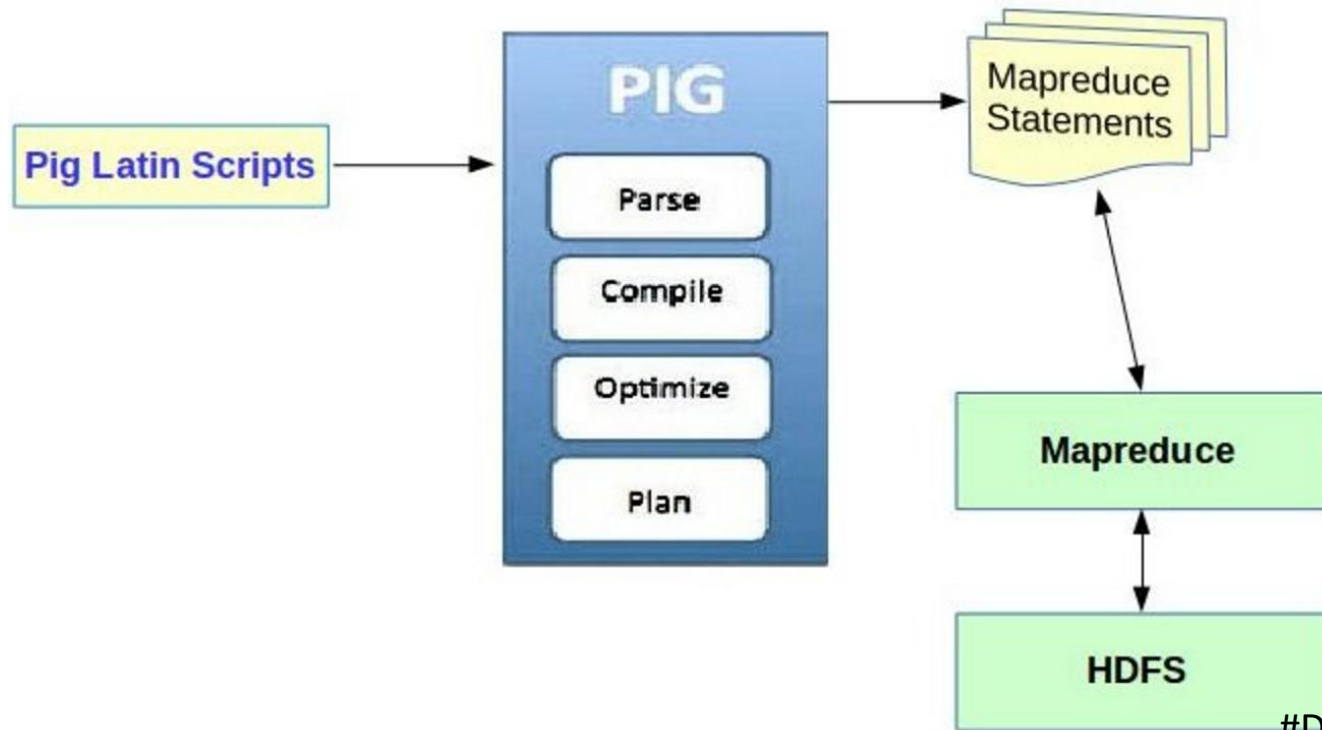 Pig Latin Scripts
PIG
Parse
Compile
Optimize
Plan
Mapreduce
Statements
Mapreduce
HDFS
#D